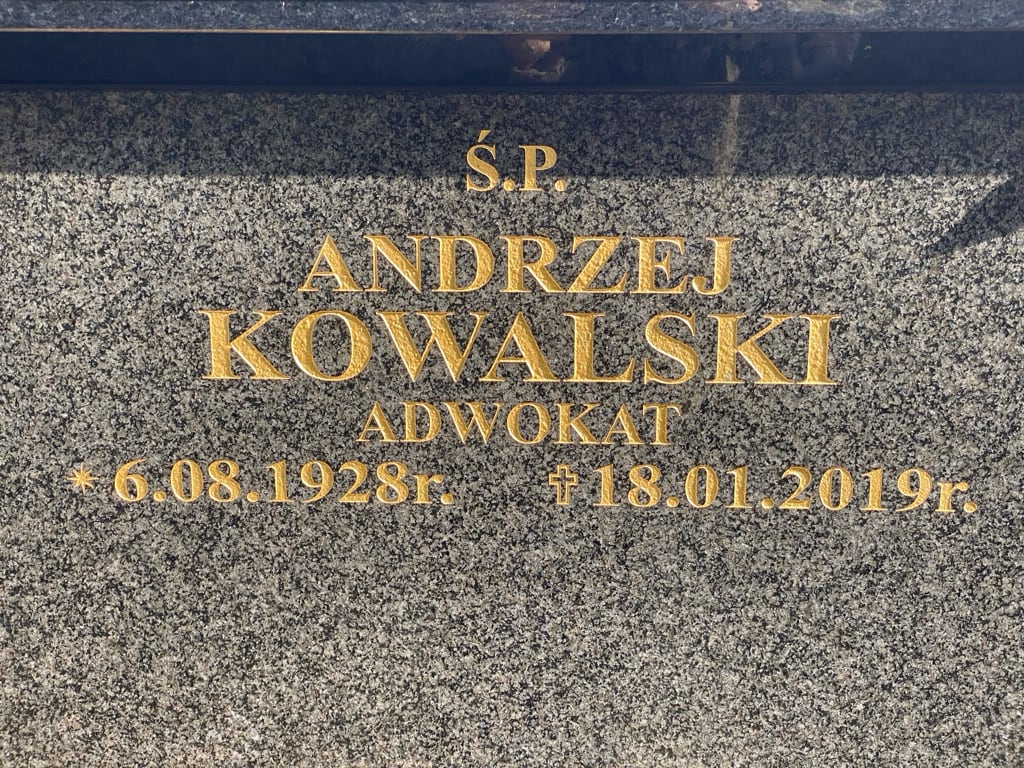 Ś.P.
ANDRZEJ
KOWALSKI
ADWOKAT
* 6.08.1928r. ✝ 18.01.2019r.